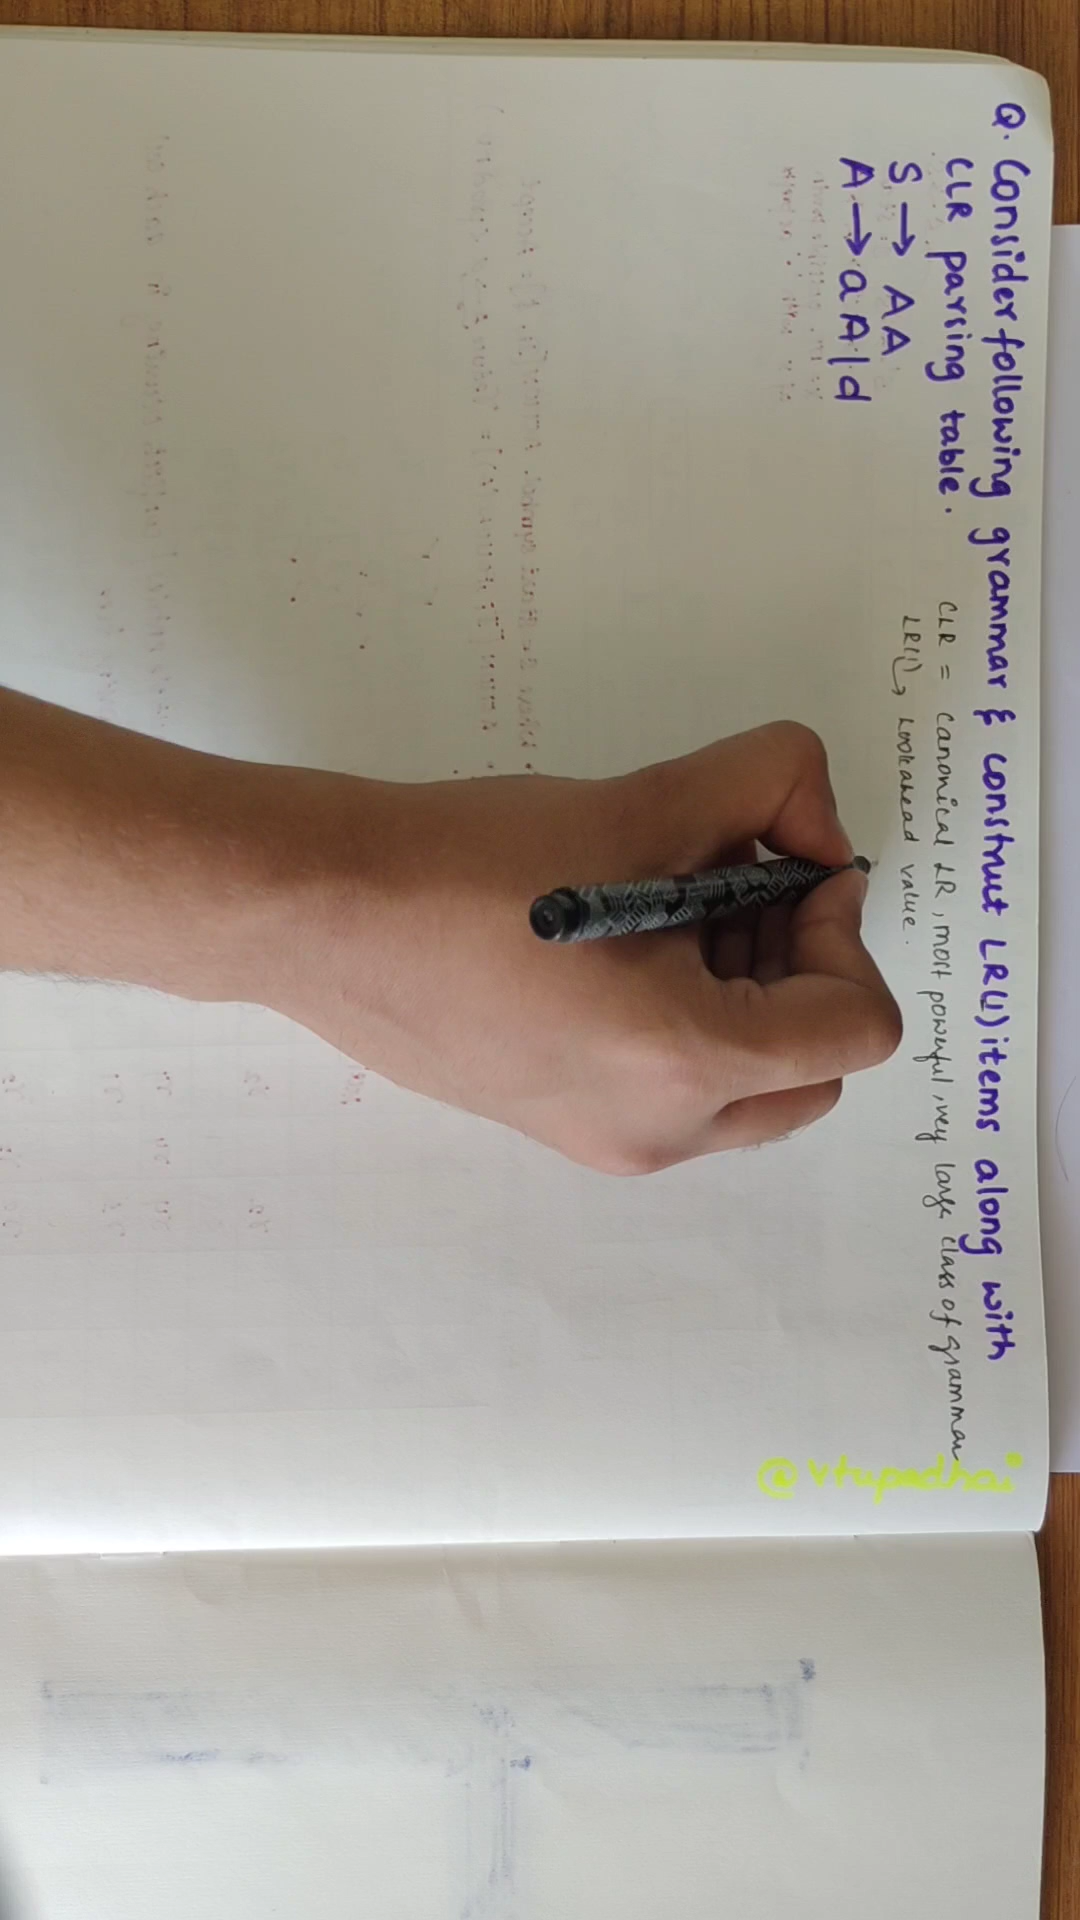 Q. Consider following grammar & construct LR(1) items along with
CLR parsing table.
CLR = Canonical LR, most powerful, very large class of grammar
S → AA
LR(1) → Lookahead value.
A → aA | d
@vtupadhai